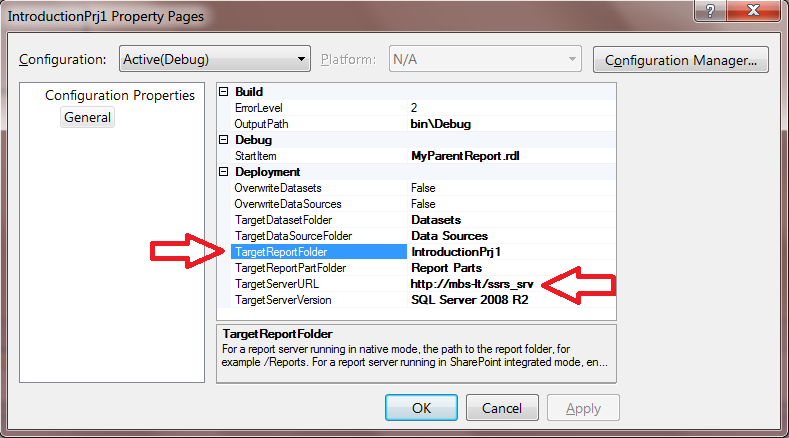 IntroductionPrj1 Property Pages
?
Configuration: Active(Debug) Platform: N/A Configuration Manager...
Configuration Properties
General
Build
ErrorLevel 2
OutputPath bin\Debug
Debug
StartItem MyParentReport.rdl
Deployment
OverwriteDatasets False
OverwriteDataSources False
TargetDatasetFolder Datasets
TargetDataSourceFolder Data Sources
TargetReportFolder IntroductionPrj1
TargetReportPartFolder Report Parts
TargetServerURL http://mbs-lt/ssrs_srv
TargetServerVersion SQL Server 2008 R2
TargetReportFolder
For a report server running in native mode, the path to the report folder, for
example /Reports. For a report server running in SharePoint integrated mode, en...
OK Cancel Apply